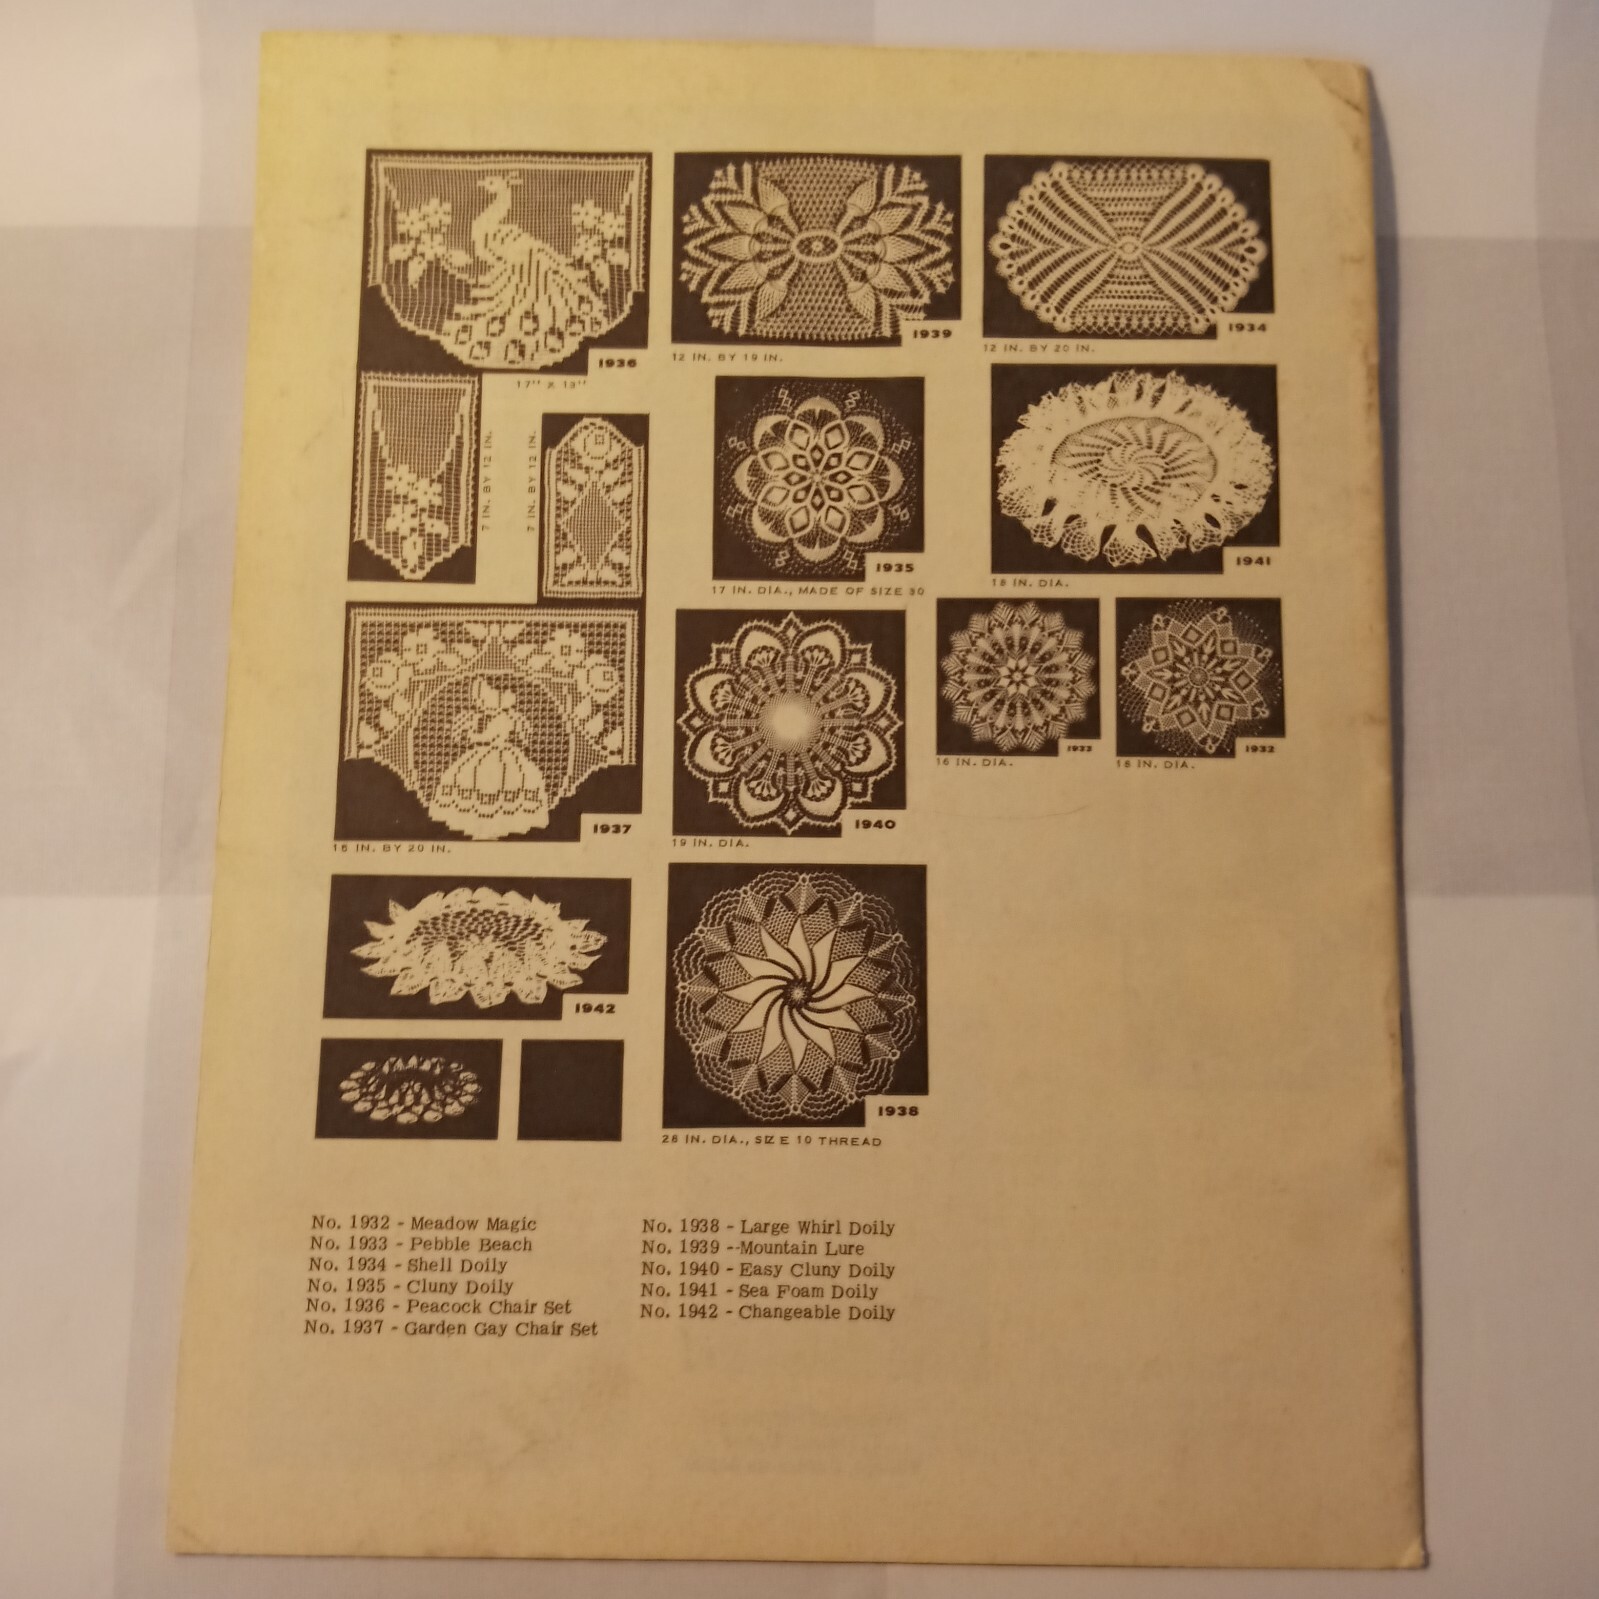 1936
17" x 13"
1939
12 IN. BY 19 IN.
1934
12 IN. BY 20 IN.
7 IN. BY 12 IN.
7 IN. BY 12 IN.
1935
17 IN. DIA., MADE OF SIZE 30
1941
18 IN. DIA.
1937
16 IN. BY 20 IN.
1940
19 IN. DIA.
1933
16 IN. DIA.
1932
18 IN. DIA.
1942
1938
28 IN. DIA., SIZE 10 THREAD
No. 1932 - Meadow Magic
No. 1933 - Pebble Beach
No. 1934 - Shell Doily
No. 1935 - Cluny Doily
No. 1936 - Peacock Chair Set
No. 1937 - Garden Gay Chair Set
No. 1938 - Large Whirl Doily
No. 1939 --Mountain Lure
No. 1940 - Easy Cluny Doily
No. 1941 - Sea Foam Doily
No. 1942 - Changeable Doily